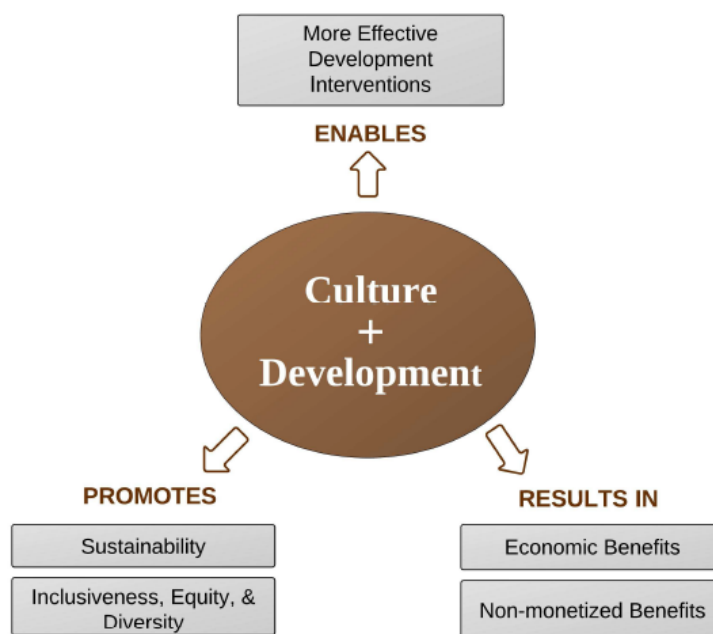 More Effective
Development
Interventions
ENABLES
Culture
+
Development
PROMOTES
Sustainability
Inclusiveness, Equity, &
Diversity
RESULTS IN
Economic Benefits
Non-monetized Benefits